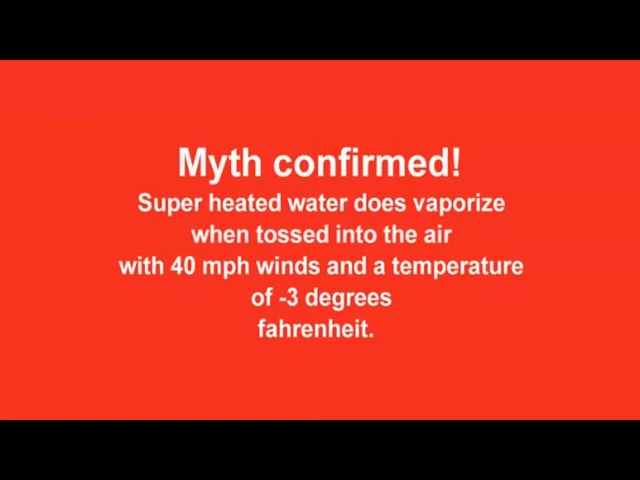 Myth confirmed!
Super heated water does vaporize
when tossed into the air
with 40 mph winds and a temperature
of -3 degrees
fahrenheit.